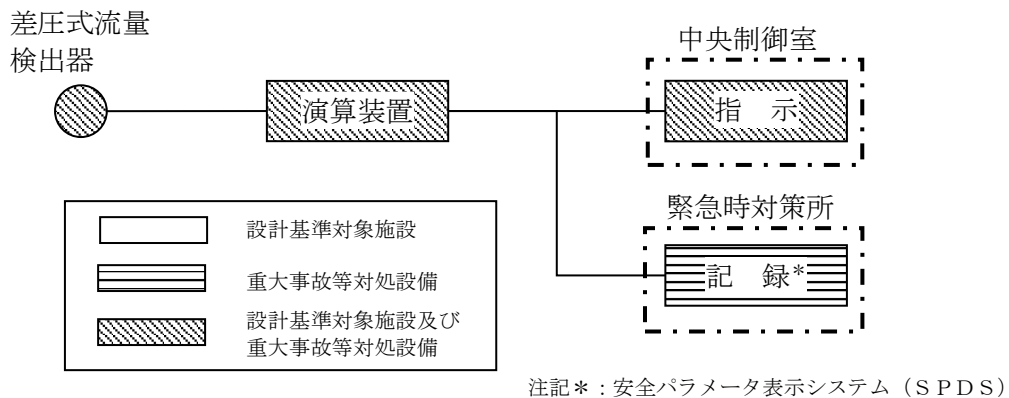 差圧式流量
検出器
演算装置
中央制御室
指　示
緊急時対策所
記　録*
設計基準対象施設
重大事故等対処設備
設計基準対象施設及び
重大事故等対処設備
注記＊：安全パラメータ表示システム（ＳＰＤＳ）